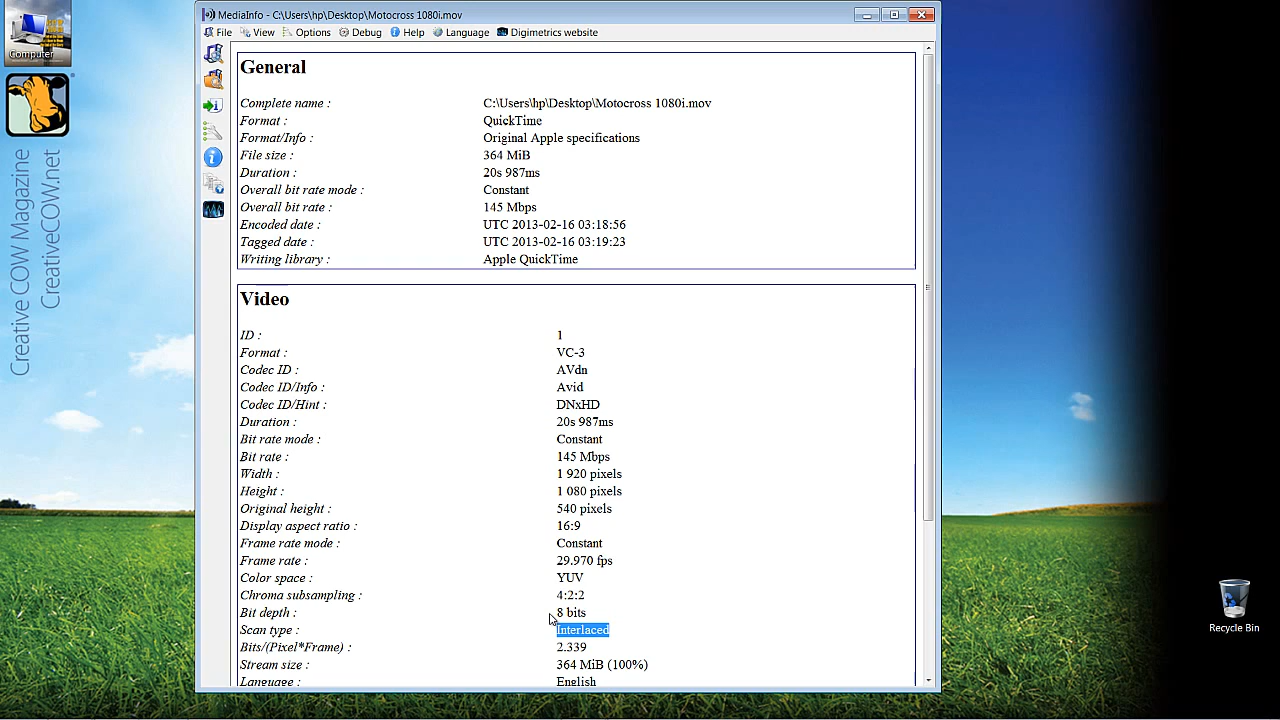 Computer
Creative COW Magazine
CreativeCOW.net
MediaInfo - C:\Users\hp\Desktop\Motocross 1080i.mov
File View Options Debug Help Language Digimetrics website
General
Complete name : C:\Users\hp\Desktop\Motocross 1080i.mov
Format : QuickTime
Format/Info : Original Apple specifications
File size : 364 MiB
Duration : 20s 987ms
Overall bit rate mode : Constant
Overall bit rate : 145 Mbps
Encoded date : UTC 2013-02-16 03:18:56
Tagged date : UTC 2013-02-16 03:19:23
Writing library : Apple QuickTime
Video
ID : 1
Format : VC-3
Codec ID : AVdn
Codec ID/Info : Avid
Codec ID/Hint : DNxHD
Duration : 20s 987ms
Bit rate mode : Constant
Bit rate : 145 Mbps
Width : 1 920 pixels
Height : 1 080 pixels
Original height : 540 pixels
Display aspect ratio : 16:9
Frame rate mode : Constant
Frame rate : 29.970 fps
Color space : YUV
Chroma subsampling : 4:2:2
Bit depth : 8 bits
Scan type : Interlaced
Bits/(Pixel*Frame) : 2.339
Stream size : 364 MiB (100%)
Language : English
Recycle Bin